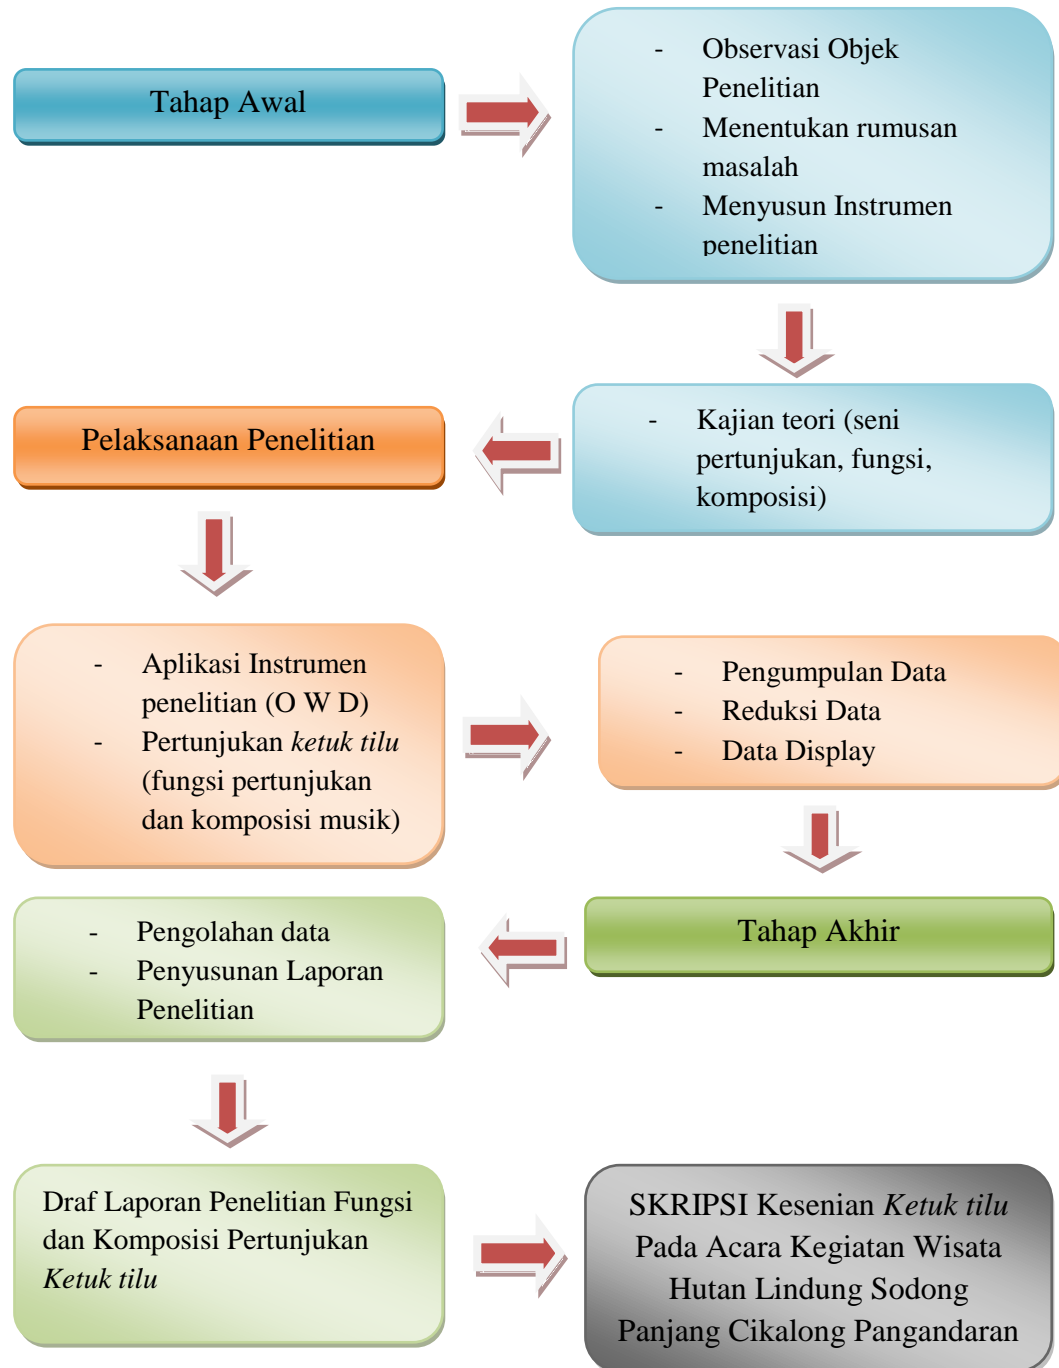 Tahap Awal
- Observasi Objek
Penelitian
- Menentukan rumusan
masalah
- Menyusun Instrumen
penelitian
- Kajian teori (seni
pertunjukan, fungsi,
komposisi)
Pelaksanaan Penelitian
- Aplikasi Instrumen
penelitian (O W D)
- Pertunjukan ketuk tilu
(fungsi pertunjukan
dan komposisi musik)
- Pengumpulan Data
- Reduksi Data
- Data Display
Tahap Akhir
- Pengolahan data
- Penyusunan Laporan
Penelitian
Draf Laporan Penelitian Fungsi
dan Komposisi Pertunjukan
Ketuk tilu
SKRIPSI Kesenian Ketuk tilu
Pada Acara Kegiatan Wisata
Hutan Lindung Sodong
Panjang Cikalong Pangandaran